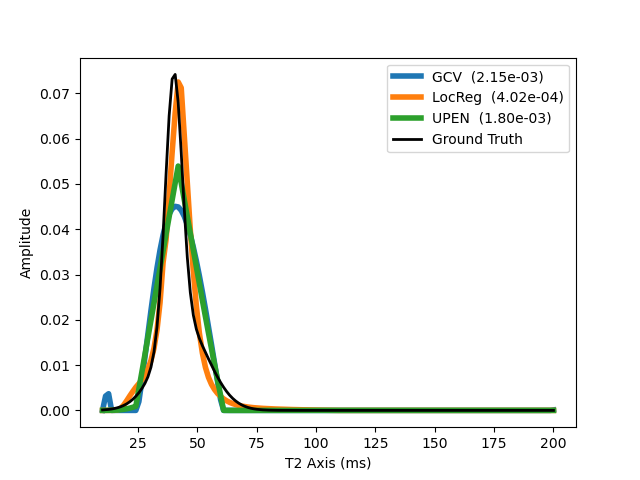 GCV (2.15e-03)
LocReg (4.02e-04)
UPEN (1.80e-03)
Ground Truth
Amplitude
0.07
0.06
0.05
0.04
0.03
0.02
0.01
0.00
25 50 75 100 125 150 175 200
T2 Axis (ms)